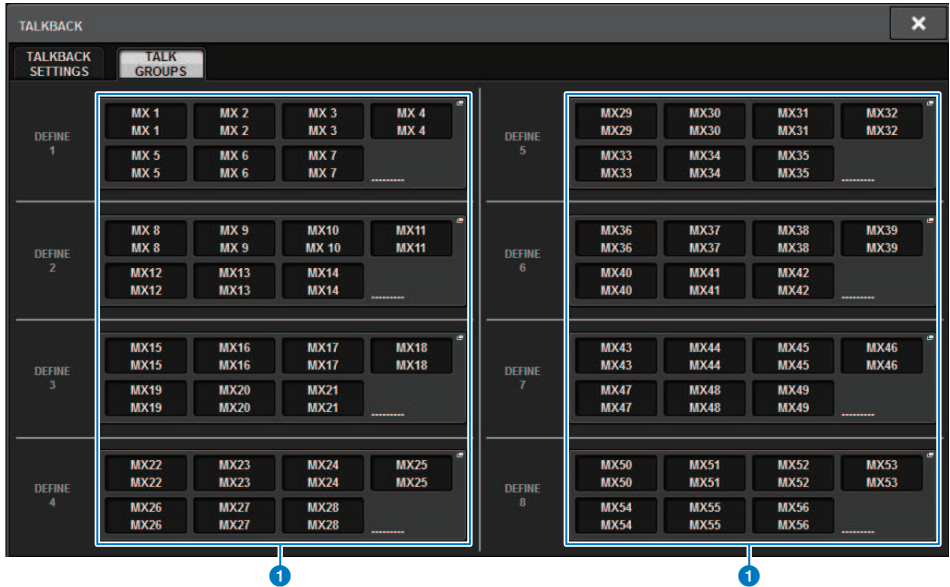 TALKBACK
×
TALKBACK
SETTINGS
TALK
GROUPS
DEFINE
1
MX 1 MX 2 MX 3 MX 4
MX 1 MX 2 MX 3 MX 4
MX 5 MX 6 MX 7
MX 5 MX 6 MX 7 ---------
DEFINE
2
MX 8 MX 9 MX10 MX11
MX 8 MX 9 MX 10 MX11
MX12 MX13 MX14
MX12 MX13 MX14 ---------
DEFINE
3
MX15 MX16 MX17 MX18
MX15 MX16 MX17 MX18
MX19 MX20 MX21
MX19 MX20 MX21 ---------
DEFINE
4
MX22 MX23 MX24 MX25
MX22 MX23 MX24 MX25
MX26 MX27 MX28
MX26 MX27 MX28 ---------
DEFINE
5
MX29 MX30 MX31 MX32
MX29 MX30 MX31 MX32
MX33 MX34 MX35
MX33 MX34 MX35 ---------
DEFINE
6
MX36 MX37 MX38 MX39
MX36 MX37 MX38 MX39
MX40 MX41 MX42
MX40 MX41 MX42 ---------
DEFINE
7
MX43 MX44 MX45 MX46
MX43 MX44 MX45 MX46
MX47 MX48 MX49
MX47 MX48 MX49 ---------
DEFINE
8
MX50 MX51 MX52 MX53
MX50 MX51 MX52 MX53
MX54 MX55 MX56
MX54 MX55 MX56 ---------
1 1